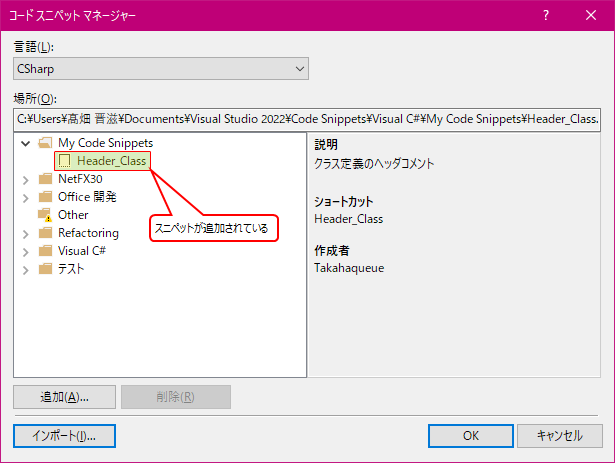 コード スニペット マネージャー
言語(L):
CSharp
場所(O):
C:¥Users¥髙畑 晋滋¥Documents¥Visual Studio 2022¥Code Snippets¥Visual C#¥My Code Snippets¥Header_Class.
My Code Snippets
Header_Class
NetFX30
Office 開発
Other
Refactoring
Visual C#
テスト
スニペットが追加されている
説明
クラス定義のヘッダコメント
ショートカット
Header_Class
作成者
Takahaqueue
追加(A)...
削除(R)
インポート(I)...
OK
キャンセル